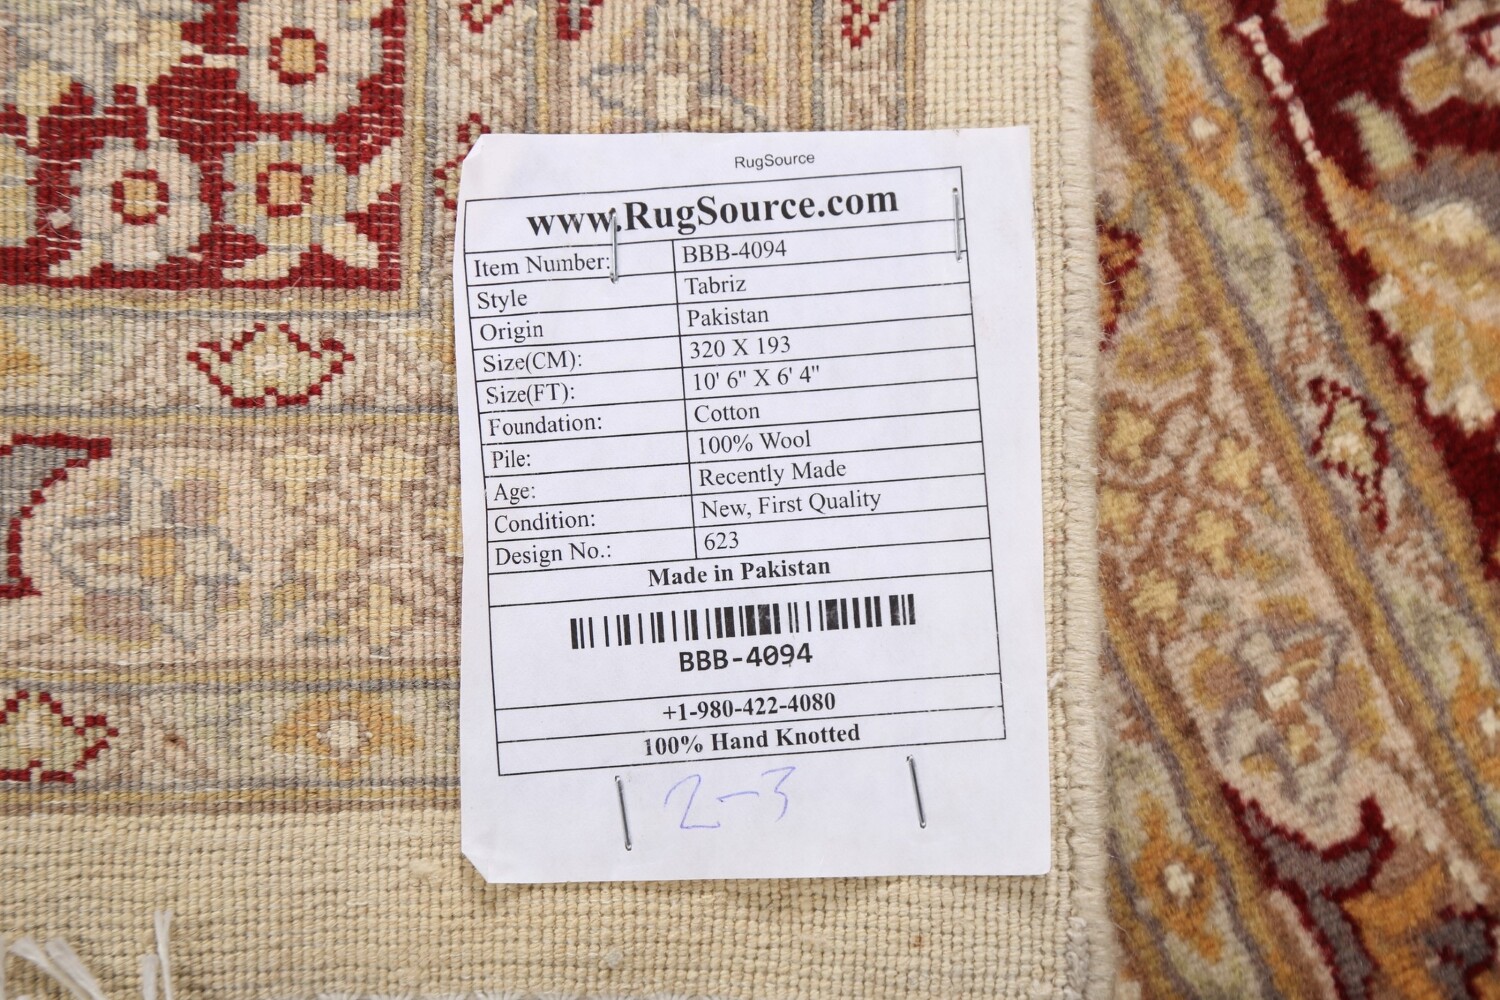 RugSource
www.RugSource.com
Item Number: BBB-4094
Style Tabriz
Origin Pakistan
Size(CM): 320 X 193
Size(FT): 10' 6" X 6' 4"
Foundation: Cotton
Pile: 100% Wool
Age: Recently Made
Condition: New, First Quality
Design No.: 623
Made in Pakistan
BBB-4094
+1-980-422-4080
100% Hand Knotted
2-3